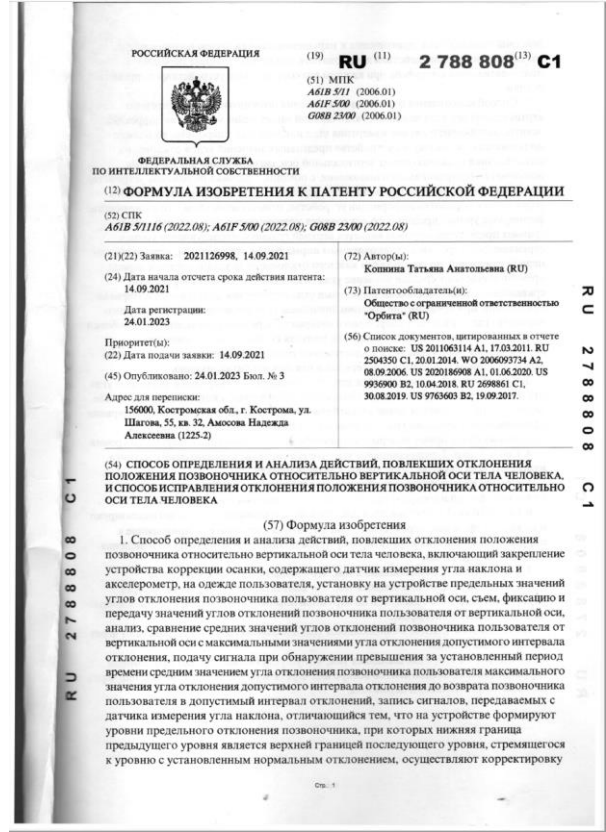 РОССИЙСКАЯ ФЕДЕРАЦИЯ
(19) RU (11) 2 788 808 (13) C1
(51) МПК
A61B 5/11 (2006.01)
A61F 5/00 (2006.01)
G08B 23/00 (2006.01)
ФЕДЕРАЛЬНАЯ СЛУЖБА
ПО ИНТЕЛЛЕКТУАЛЬНОЙ СОБСТВЕННОСТИ
(12) ФОРМУЛА ИЗОБРЕТЕНИЯ К ПАТЕНТУ РОССИЙСКОЙ ФЕДЕРАЦИИ
(52) СПК
A61B 5/1116 (2022.08); A61F 5/00 (2022.08); G08B 23/00 (2022.08)
(21)(22) Заявка: 2021126998, 14.09.2021
(24) Дата начала отсчета срока действия патента:
14.09.2021
Дата регистрации:
24.01.2023
Приоритет(ы):
(22) Дата подачи заявки: 14.09.2021
(45) Опубликовано: 24.01.2023 Бюл. № 3
Адрес для переписки:
156000, Костромская обл., г. Кострома, ул.
Шагова, 55, кв. 32, Амосова Надежда
Алексеевна (1225-2)
(72) Автор(ы):
Копнина Татьяна Анатольевна (RU)
(73) Патентообладатель(и):
Общество с ограниченной ответственностью
"Орбита" (RU)
(56) Список документов, цитированных в отчете
о поиске: US 2011063114 A1, 17.03.2011. RU
2504350 C1, 20.01.2014. WO 2006093734 A2,
08.09.2006. US 2020186908 A1, 01.06.2020. US
9936900 B2, 10.04.2018. RU 2698861 C1,
30.08.2019. US 9763603 B2, 19.09.2017.
(54) СПОСОБ ОПРЕДЕЛЕНИЯ И АНАЛИЗА ДЕЙСТВИЙ, ПОВЛЕКШИХ ОТКЛОНЕНИЯ
ПОЛОЖЕНИЯ ПОЗВОНОЧНИКА ОТНОСИТЕЛЬНО ВЕРТИКАЛЬНОЙ ОСИ ТЕЛА ЧЕЛОВЕКА,
И СПОСОБ ИСПРАВЛЕНИЯ ОТКЛОНЕНИЯ ПОЛОЖЕНИЯ ПОЗВОНОЧНИКА ОТНОСИТЕЛЬНО
ОСИ ТЕЛА ЧЕЛОВЕКА
(57) Формула изобретения
1. Способ определения и анализа действий, повлекших отклонения положения
позвоночника относительно вертикальной оси тела человека, включающий закрепление
устройства коррекции осанки, содержащего датчик измерения угла наклона и
акселерометр, на одежде пользователя, установку на устройстве предельных значений
углов отклонения позвоночника пользователя от вертикальной оси, съем, фиксацию и
передачу значений углов отклонений позвоночника пользователя от вертикальной оси,
анализ, сравнение средних значений углов отклонений позвоночника пользователя от
вертикальной оси с максимальными значениями угла отклонения допустимого интервала
отклонения, подачу сигнала при обнаружении превышения за установленный период
времени средним значением угла отклонения позвоночника пользователя максимального
значения угла отклонения допустимого интервала отклонения до возврата позвоночника
пользователя в допустимый интервал отклонений, запись сигналов, передаваемых с
датчика измерения угла наклона, отличающийся тем, что на устройстве формируют
уровни предельного отклонения позвоночника, при которых нижняя граница
предыдущего уровня является верхней границей последующего уровня, стремящегося
к уровню с установленным нормальным отклонением, осуществляют корректировку
Стр.: 1
RU 2788808 C1
RU 2788808 C1